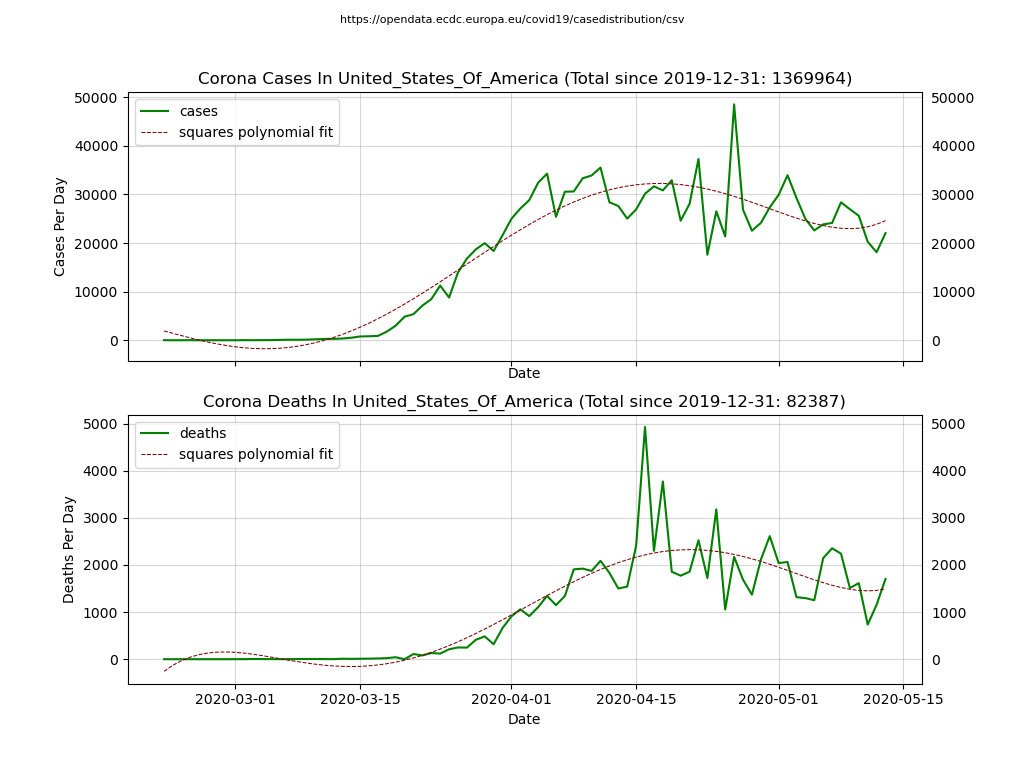 https://opendata.ecdc.europa.eu/covid19/casedistribution/csv
Corona Cases In United_States_Of_America (Total since 2019-12-31: 1369964)
cases
squares polynomial fit
50000
40000
30000
20000
10000
0
Cases Per Day
50000
40000
30000
20000
10000
0
Date
Corona Deaths In United_States_Of_America (Total since 2019-12-31: 82387)
deaths
squares polynomial fit
5000
4000
3000
2000
1000
0
Deaths Per Day
5000
4000
3000
2000
1000
0
2020-03-01 2020-03-15 2020-04-01 2020-04-15 2020-05-01 2020-05-15
Date